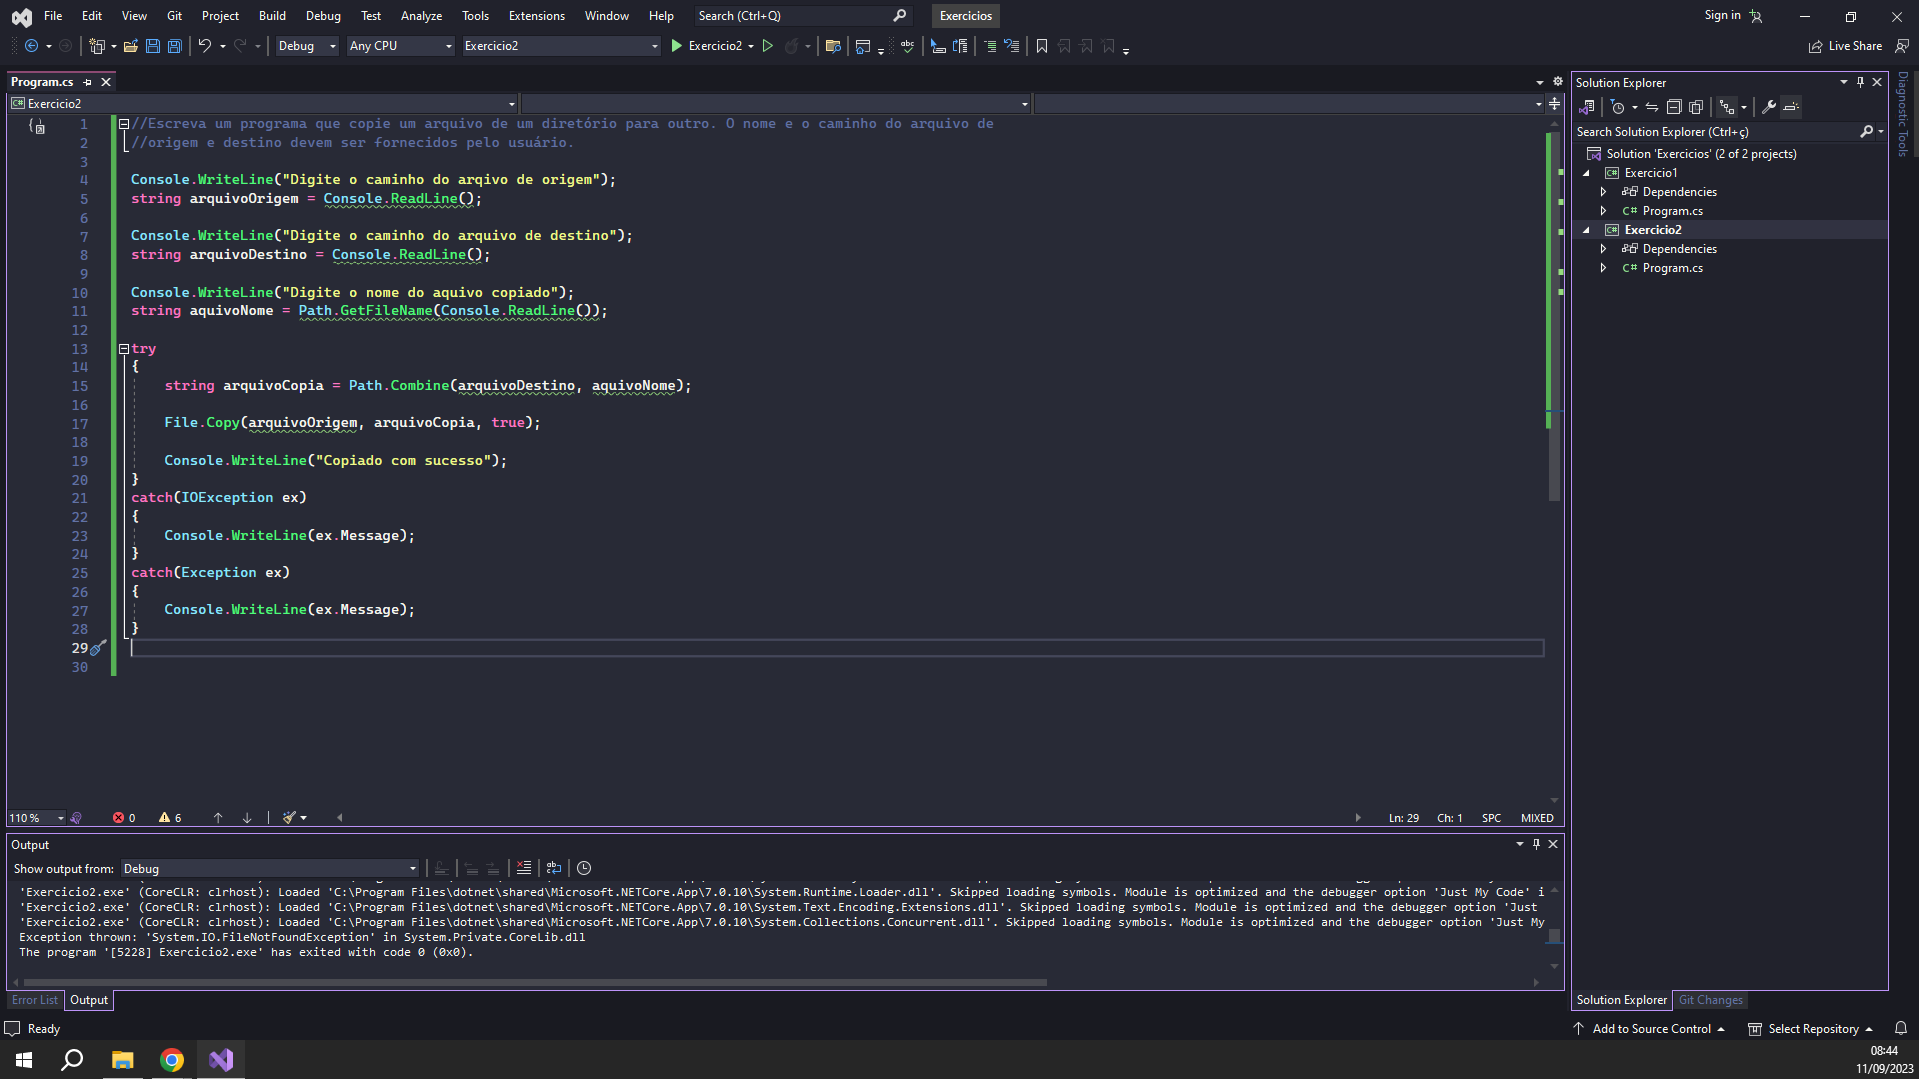 File Edit View Git Project Build Debug Test Analyze Tools Extensions Window Help Search (Ctrl+Q) Exercicios Sign in
Debug Any CPU Exercicio2 Exercicio2 Live Share
Program.cs
Exercicio2
1 //Escreva um programa que copie um arquivo de um diretório para outro. O nome e o caminho do arquivo de
2 //origem e destino devem ser fornecidos pelo usuário.
3
4 Console.WriteLine("Digite o caminho do arqivo de origem");
5 string arquivoOrigem = Console.ReadLine();
6
7 Console.WriteLine("Digite o caminho do arquivo de destino");
8 string arquivoDestino = Console.ReadLine();
9
10 Console.WriteLine("Digite o nome do aquivo copiado");
11 string aquivoNome = Path.GetFileName(Console.ReadLine());
12
13 try
14 {
15 string arquivoCopia = Path.Combine(arquivoDestino, aquivoNome);
16
17 File.Copy(arquivoOrigem, arquivoCopia, true);
18
19 Console.WriteLine("Copiado com sucesso");
20 }
21 catch(IOException ex)
22 {
23 Console.WriteLine(ex.Message);
24 }
25 catch(Exception ex)
26 {
27 Console.WriteLine(ex.Message);
28 }
29
30
110 % 0 6 Ln: 29 Ch: 1 SPC MIXED
Output
Show output from: Debug
'Exercicio2.exe' (CoreCLR: clrhost): Loaded 'C:\Program Files\dotnet\shared\Microsoft.NETCore.App\7.0.10\System.Runtime.Loader.dll'. Skipped loading symbols. Module is optimized and the debugger option 'Just My Code' i
'Exercicio2.exe' (CoreCLR: clrhost): Loaded 'C:\Program Files\dotnet\shared\Microsoft.NETCore.App\7.0.10\System.Text.Encoding.Extensions.dll'. Skipped loading symbols. Module is optimized and the debugger option 'Just
'Exercicio2.exe' (CoreCLR: clrhost): Loaded 'C:\Program Files\dotnet\shared\Microsoft.NETCore.App\7.0.10\System.Collections.Concurrent.dll'. Skipped loading symbols. Module is optimized and the debugger option 'Just My
Exception thrown: 'System.IO.FileNotFoundException' in System.Private.CoreLib.dll
The program '[5228] Exercicio2.exe' has exited with code 0 (0x0).
Error List Output
Solution Explorer
Search Solution Explorer (Ctrl+ç)
Solution 'Exercicios' (2 of 2 projects)
Exercicio1
Dependencies
C# Program.cs
Exercicio2
Dependencies
C# Program.cs
Solution Explorer Git Changes
Diagnostic Tools
Ready Add to Source Control Select Repository
08:44
11/09/2023